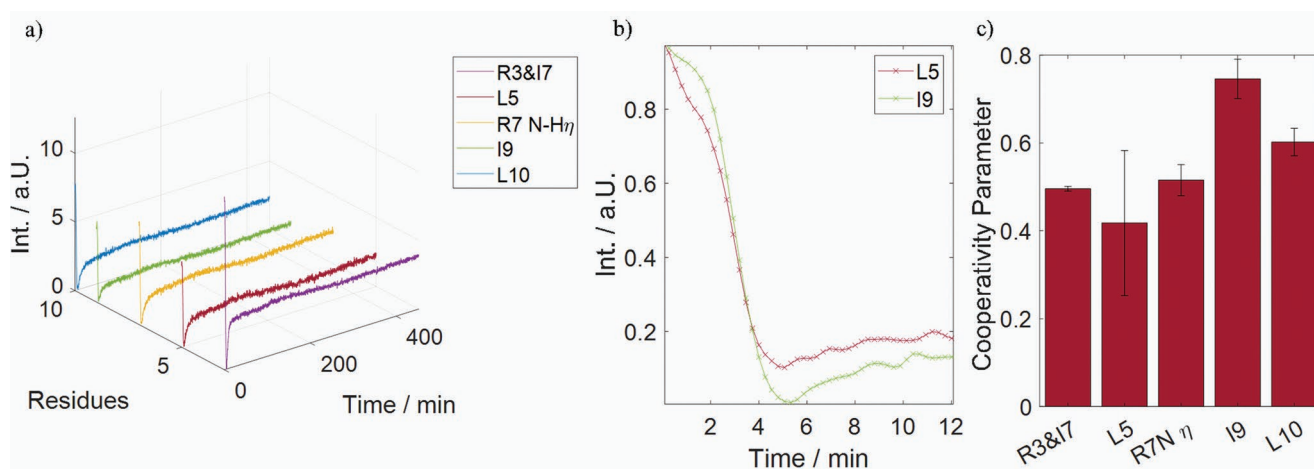 a)
R3&I7
L5
R7 N-Hη
I9
L10
Int. / a.U.
10
5
0
10
5
Residues
0
200
400
Time / min
b)
L5
I9
Int. / a.U.
0.8
0.6
0.4
0.2
2
4
6
8
10
12
Time / min
c)
Cooperativity Parameter
0.8
0.6
0.4
0.2
0
R3&I7
L5
R7N η
I9
L10